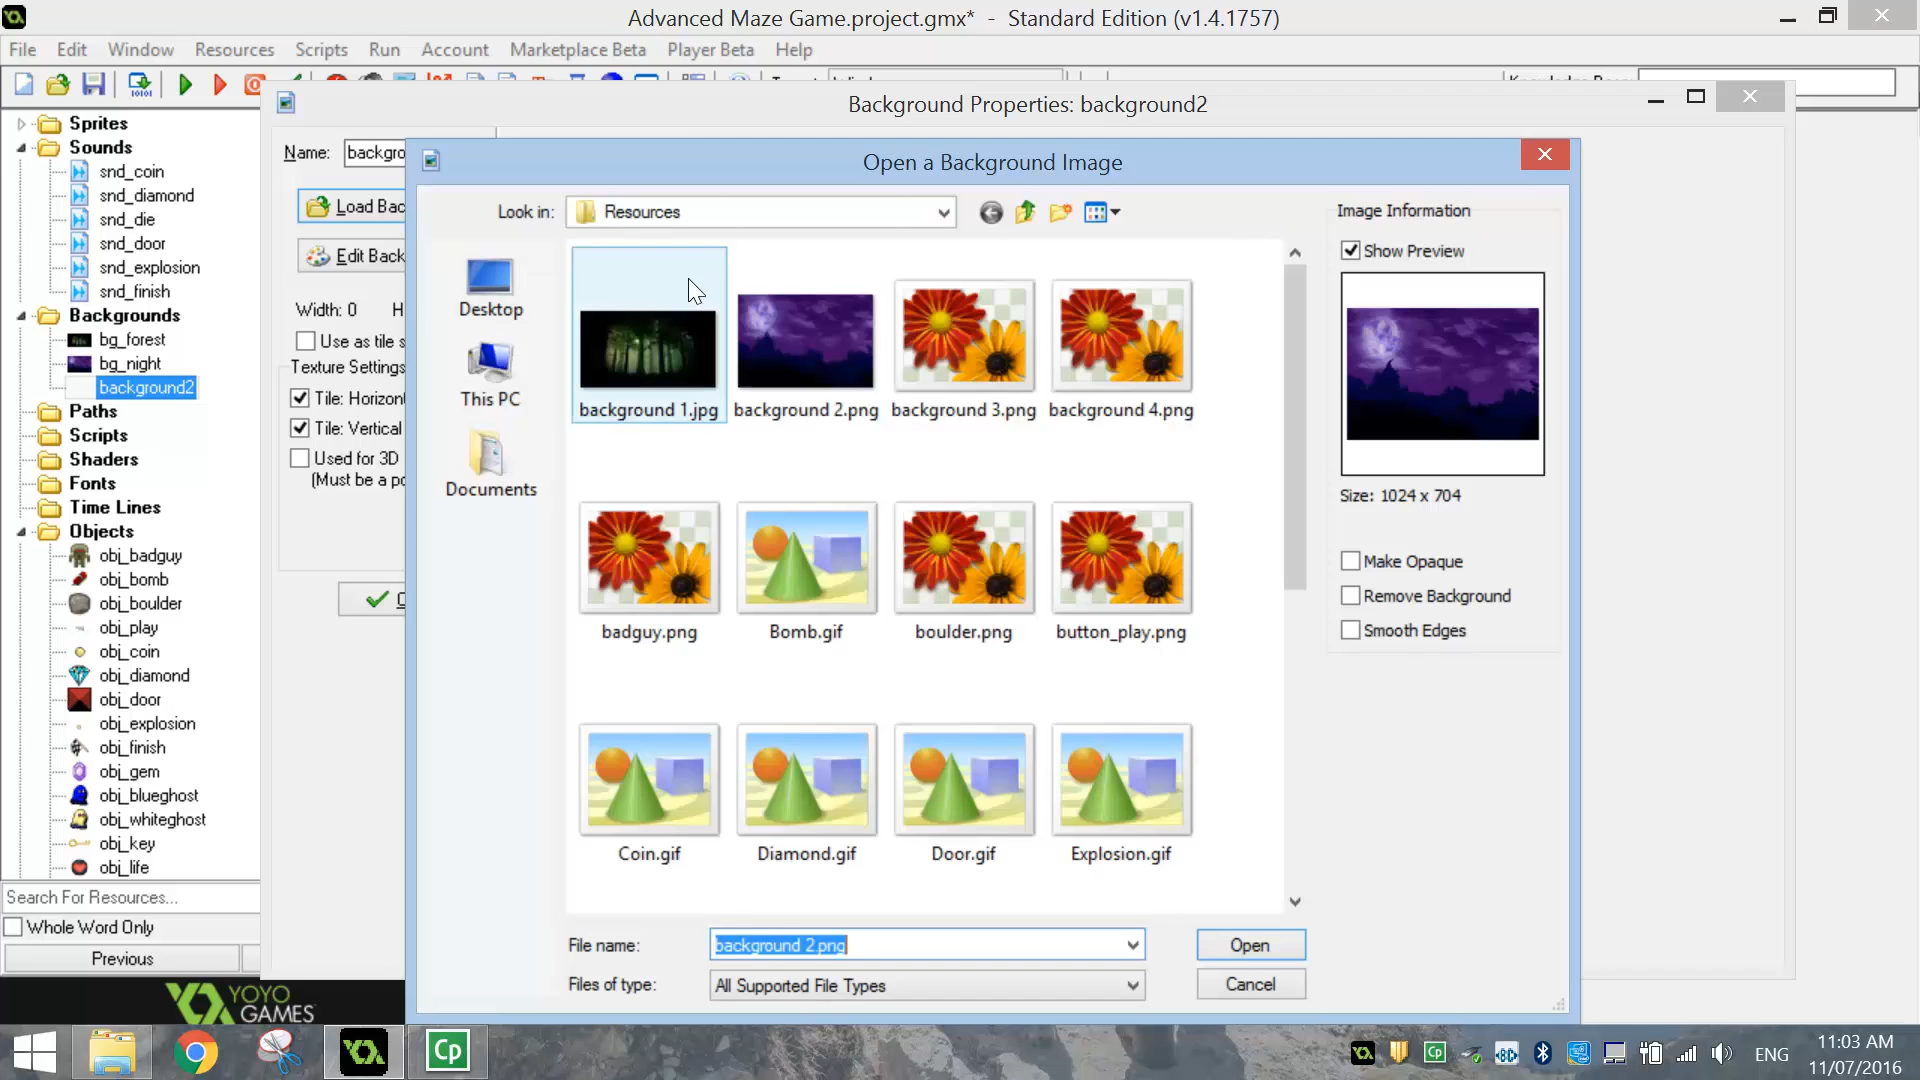 Advanced Maze Game.project.gmx* - Standard Edition (v1.4.1757)
File Edit Window Resources Scripts Run Account Marketplace Beta Player Beta Help
Background Properties: background2
Sprites
Sounds
snd_coin
snd_diamond
snd_die
snd_door
snd_explosion
snd_finish
Backgrounds
bg_forest
bg_night
background2
Paths
Scripts
Shaders
Fonts
Time Lines
Objects
obj_badguy
obj_bomb
obj_boulder
obj_play
obj_coin
obj_diamond
obj_door
obj_explosion
obj_finish
obj_gem
obj_blueghost
obj_whiteghost
obj_key
obj_life
Search For Resources...
Whole Word Only
Previous
YOYO
GAMES
Name: backgro
Load Bac
Edit Back
Width: 0 H
Use as tile s
Texture Settings
Tile: Horizon
Tile: Vertical
Used for 3D
(Must be a po
Open a Background Image
Look in: Resources
Desktop
This PC
Documents
background 1.jpg background 2.png background 3.png background 4.png
badguy.png Bomb.gif boulder.png button_play.png
Coin.gif Diamond.gif Door.gif Explosion.gif
File name: background 2.png Open
Files of type: All Supported File Types Cancel
Image Information
Show Preview
Size: 1024 x 704
Make Opaque
Remove Background
Smooth Edges
Cp
Cp
ENG
11:03 AM
11/07/2016